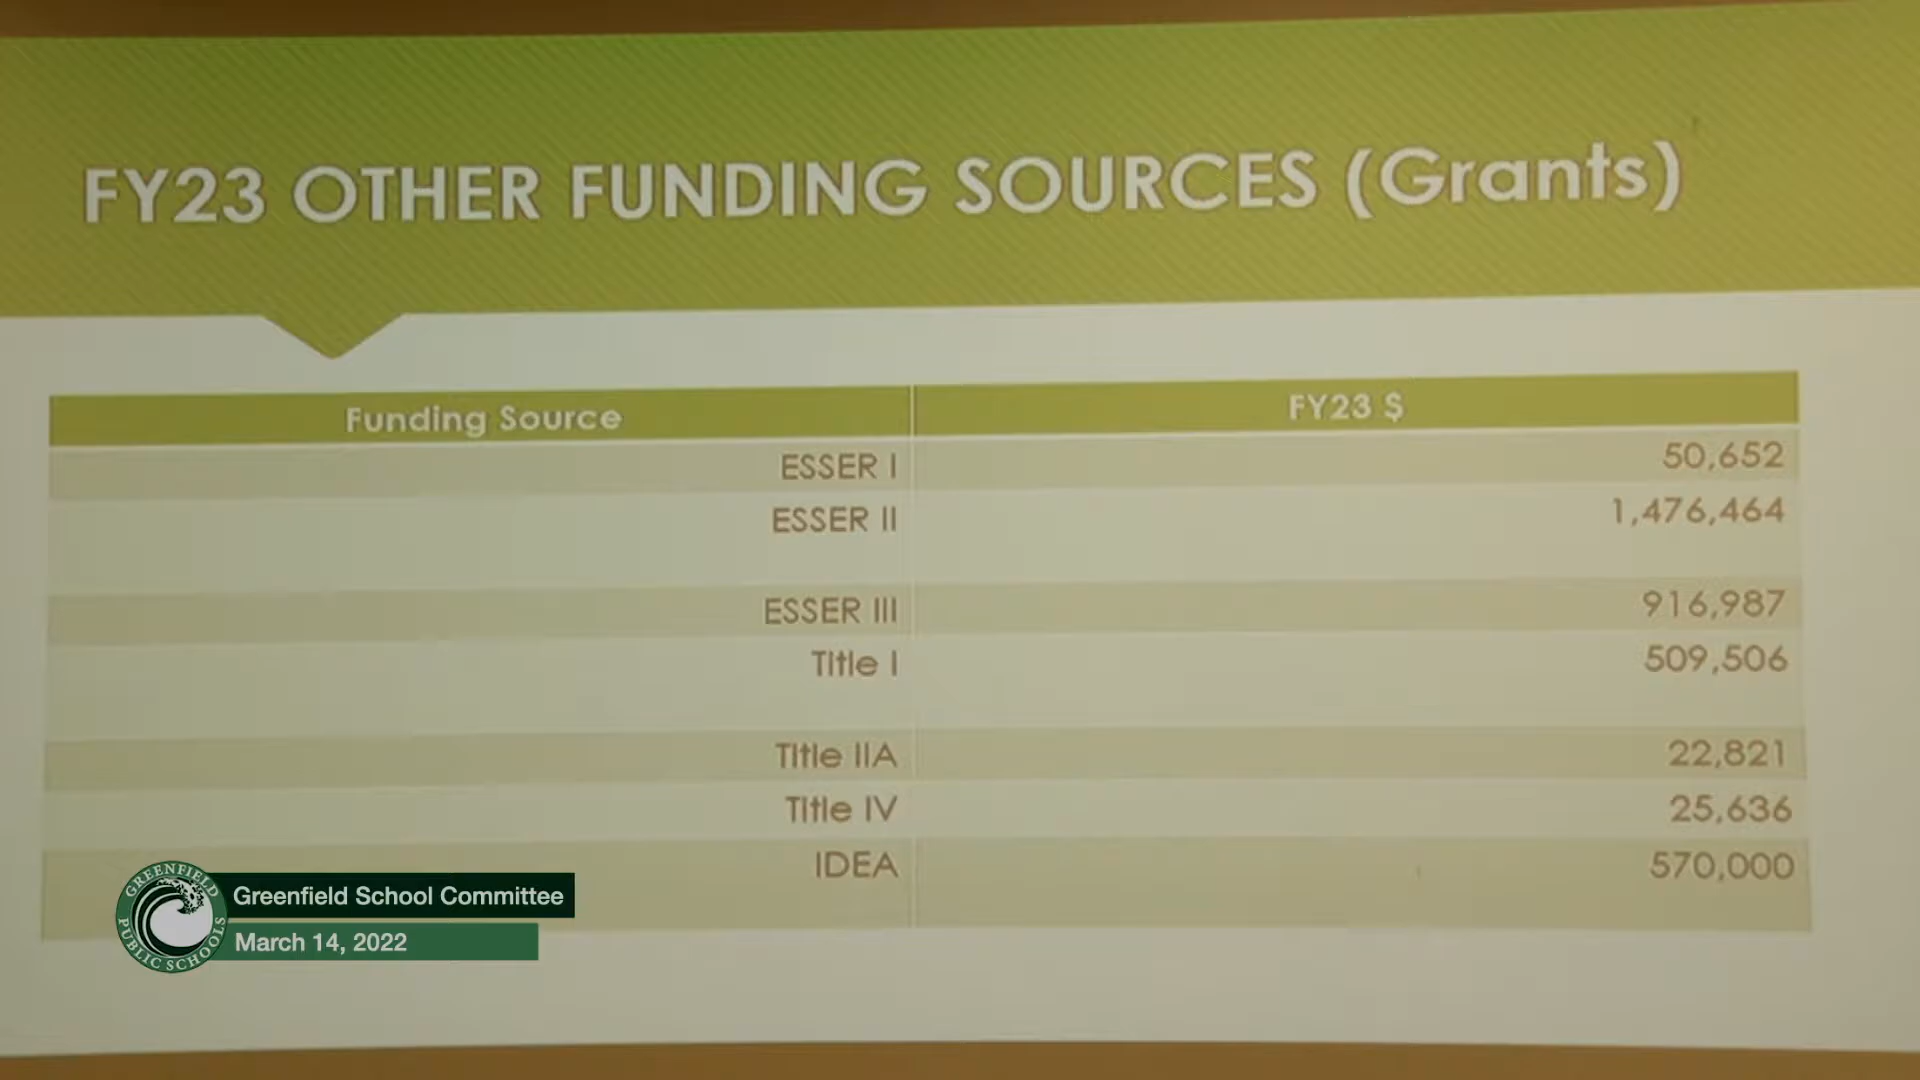 FY23 OTHER FUNDING SOURCES (Grants)
Funding Source FY23 $
ESSER I 50,652
ESSER II 1,476,464
ESSER III 916,987
Title I 509,506
Title IIA 22,821
Title IV 25,636
IDEA 570,000
GREENFIELD PUBLIC SCHOOLS
Greenfield School Committee
March 14, 2022